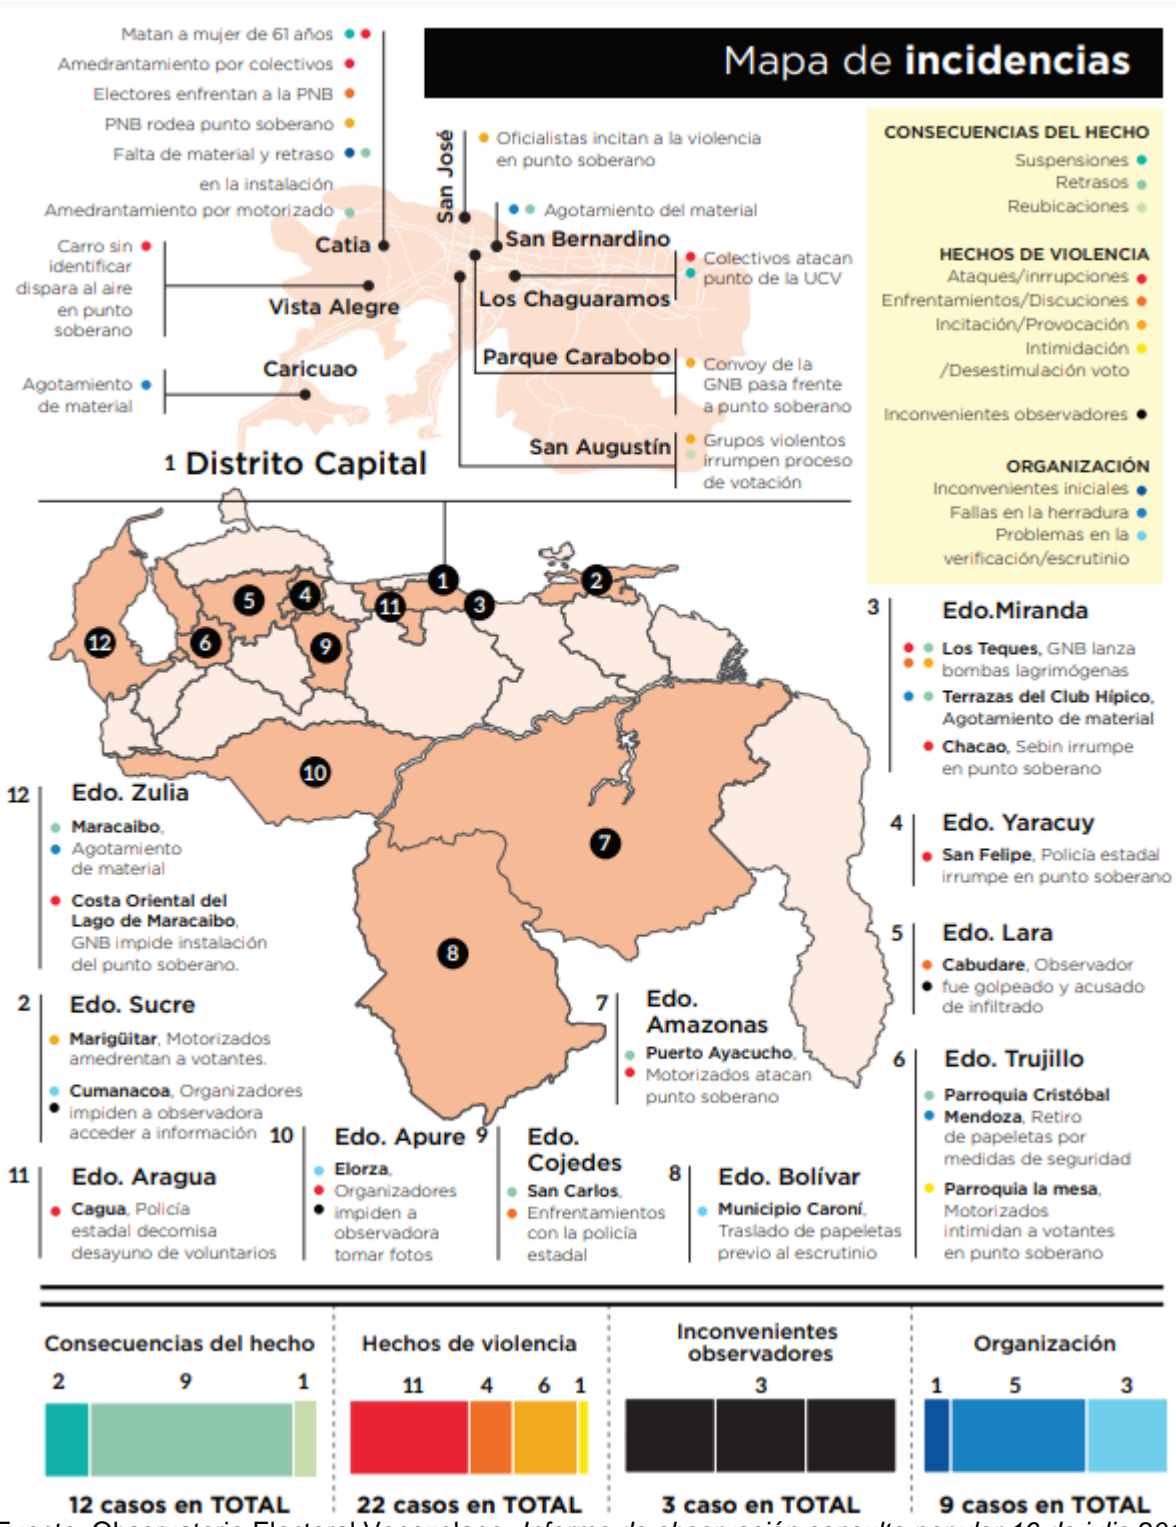 Mapa de incidencias
Matan a mujer de 61 años
Amedrantamiento por colectivos
Electores enfrentan a la PNB
PNB rodea punto soberano
Falta de material y retraso
en la instalación
Amedrantamiento por motorizado
Catia
Carro sin
identificar
dispara al aire
en punto
soberano
Vista Alegre
Agotamiento
de material
Caricuao
San José
Oficialistas incitan a la violencia
en punto soberano
Agotamiento del material
San Bernardino
Colectivos atacan
punto de la UCV
Los Chaguaramos
Parque Carabobo
Convoy de la
GNB pasa frente
a punto soberano
San Augustín
Grupos violentos
irrumpen proceso
de votación
1 Distrito Capital
CONSECUENCIAS DEL HECHO
Suspensiones
Retrasos
Reubicaciones
HECHOS DE VIOLENCIA
Ataques/inrrupciones
Enfrentamientos/Discuciones
Incitación/Provocación
Intimidación
/Desestimulación voto
Inconvenientes observadores
ORGANIZACIÓN
Inconvenientes iniciales
Fallas en la herradura
Problemas en la
verificación/escrutinio
1
2
3
4
5
6
7
8
9
10
11
12
3 Edo.Miranda
Los Teques, GNB lanza
bombas lagrimógenas
Terrazas del Club Hípico,
Agotamiento de material
Chacao, Sebin irrumpe
en punto soberano
4 Edo. Yaracuy
San Felipe, Policía estadal
irrumpe en punto soberano
5 Edo. Lara
Cabudare, Observador
fue golpeado y acusado
de infiltrado
6 Edo. Trujillo
Parroquia Cristóbal
Mendoza, Retiro
de papeletas por
medidas de seguridad
Parroquia la mesa,
Motorizados
intimidan a votantes
en punto soberano
12 Edo. Zulia
Maracaibo,
Agotamiento
de material
Costa Oriental del
Lago de Maracaibo,
GNB impide instalación
del punto soberano.
2 Edo. Sucre
Marigüitar, Motorizados
amedrentan a votantes.
Cumanacoa, Organizadores
impiden a observadora
acceder a información
11 Edo. Aragua
Cagua, Policía
estadal decomisa
desayuno de voluntarios
10 Edo. Apure
Elorza,
Organizadores
impiden a
observadora
tomar fotos
9 Edo.
Cojedes
San Carlos,
Enfrentamientos
con la policía
estadal
7 Edo.
Amazonas
Puerto Ayacucho,
Motorizados atacan
punto soberano
8 Edo. Bolívar
Municipio Caroní,
Traslado de papeletas
previo al escrutinio
Consecuencias del hecho
2 9 1
12 casos en TOTAL
Hechos de violencia
11 4 6 1
22 casos en TOTAL
Inconvenientes
observadores
3
3 caso en TOTAL
Organización
1 5 3
9 casos en TOTAL